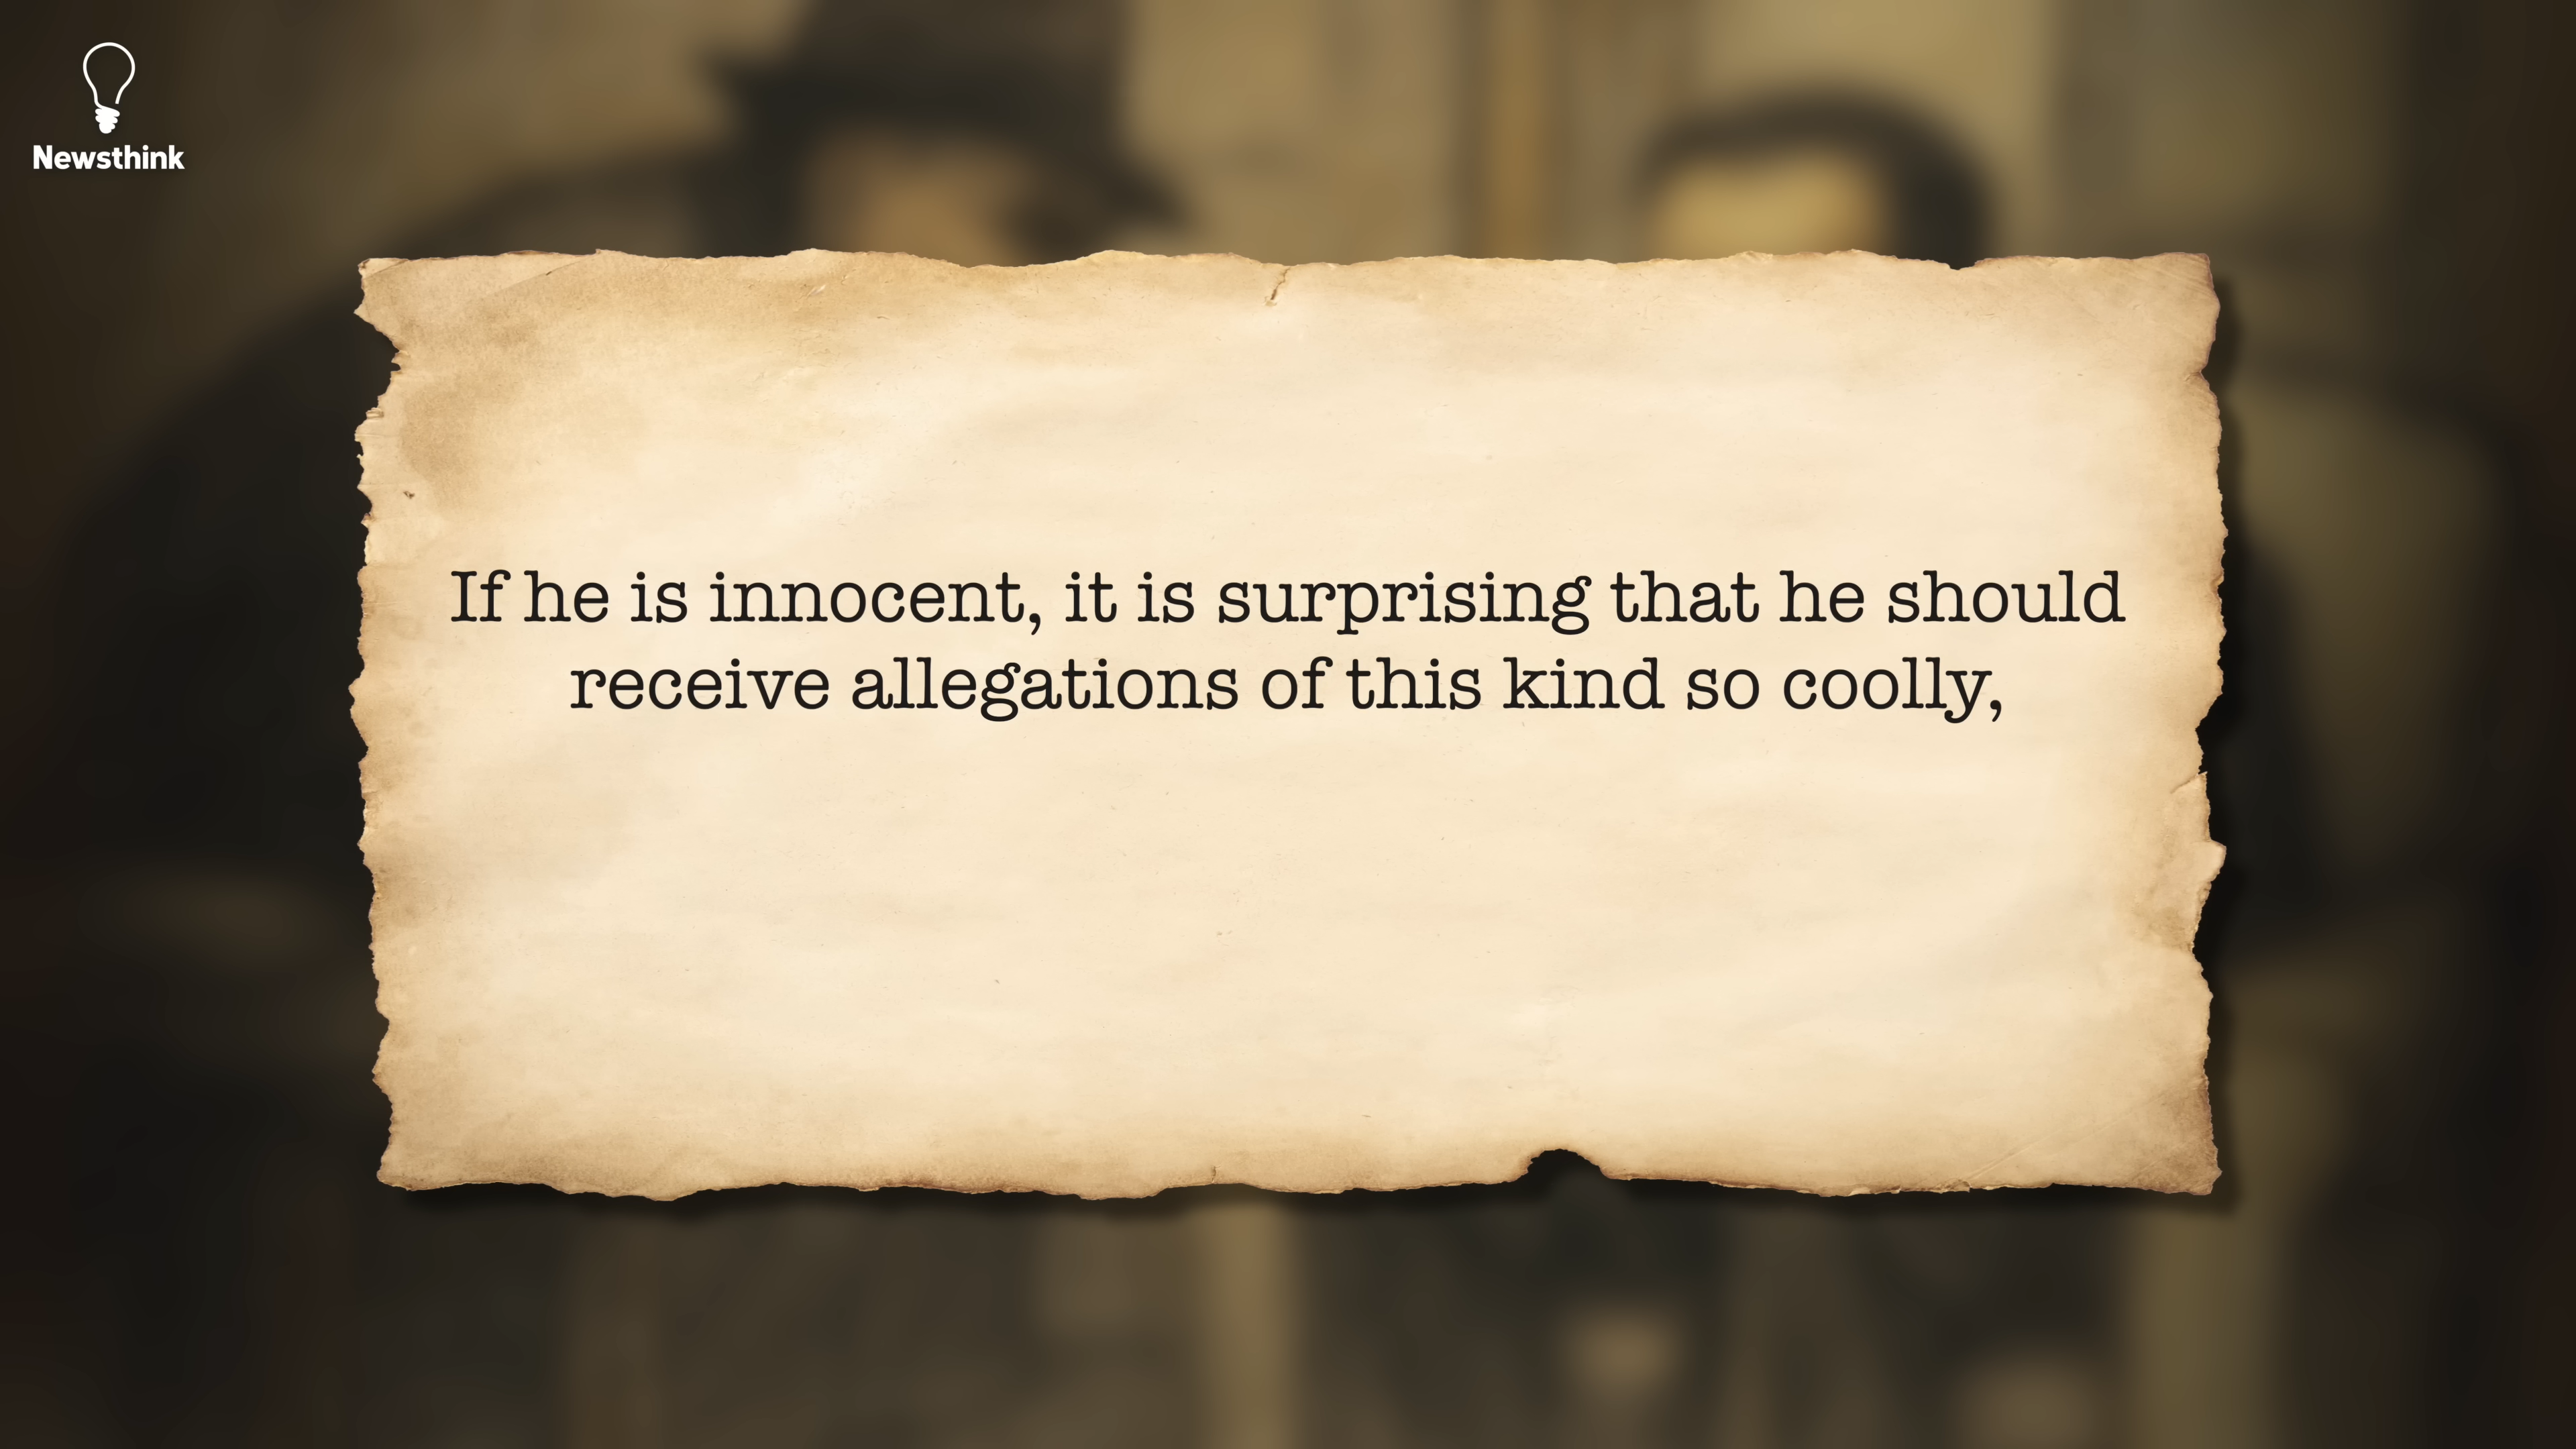 Newsthink
If he is innocent, it is surprising that he should
receive allegations of this kind so coolly,